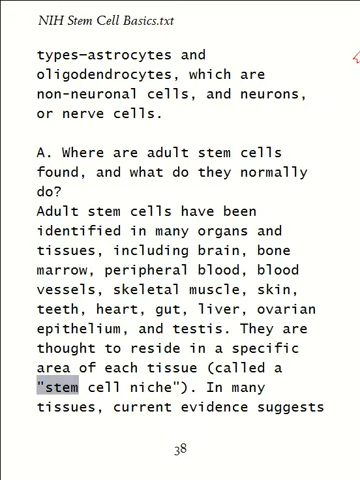 NIH Stem Cell Basics.txt
types—astrocytes and
oligodendrocytes, which are
non-neuronal cells, and neurons,
or nerve cells.
A. Where are adult stem cells
found, and what do they normally
do?
Adult stem cells have been
identified in many organs and
tissues, including brain, bone
marrow, peripheral blood, blood
vessels, skeletal muscle, skin,
teeth, heart, gut, liver, ovarian
epithelium, and testis. They are
thought to reside in a specific
area of each tissue (called a
"stem cell niche"). In many
tissues, current evidence suggests
38